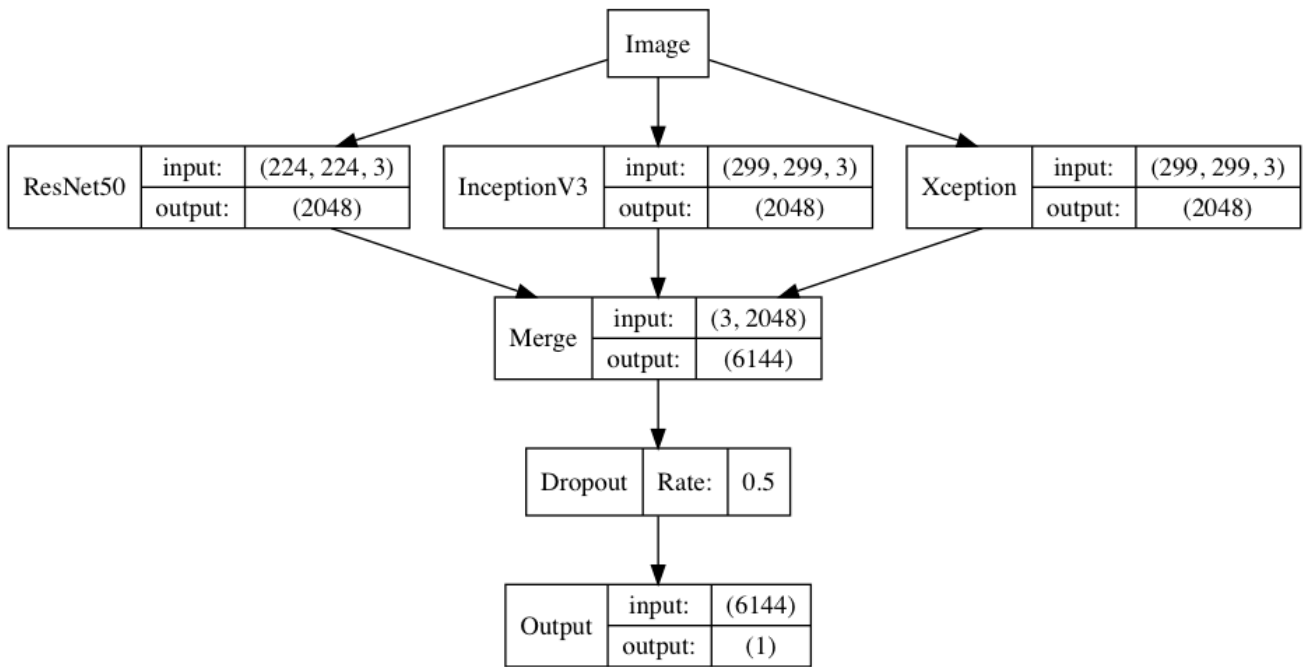 Image
ResNet50
input:
(224, 224, 3)
output:
(2048)
InceptionV3
input:
(299, 299, 3)
output:
(2048)
Xception
input:
(299, 299, 3)
output:
(2048)
Merge
input:
(3, 2048)
output:
(6144)
Dropout
Rate:
0.5
Output
input:
(6144)
output:
(1)